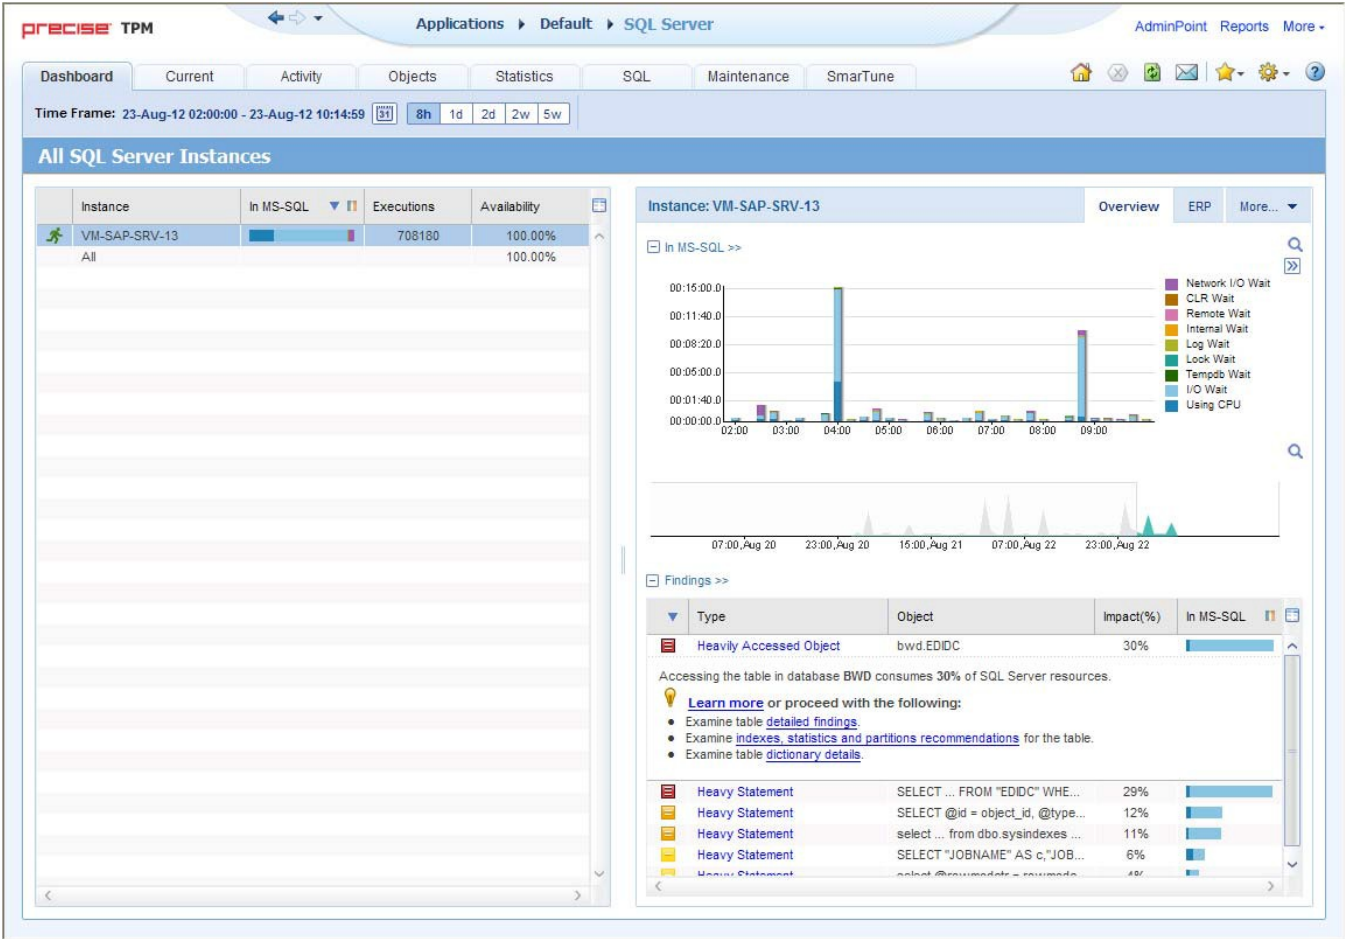 precise TPM
Applications Default SQL Server
AdminPoint Reports More
Dashboard Current Activity Objects Statistics SQL Maintenance SmarTune
Time Frame: 23-Aug-12 02:00:00 - 23-Aug-12 10:14:59 31 8h 1d 2d 2w 5w
All SQL Server Instances
Instance In MS-SQL Executions Availability
VM-SAP-SRV-13 708180 100.00%
All 100.00%
Instance: VM-SAP-SRV-13 Overview ERP More...
In MS-SQL >>
00:15:00.0
00:11:40.0
00:08:20.0
00:05:00.0
00:01:40.0
00:00:00.0
02:00 03:00 04:00 05:00 06:00 07:00 08:00 09:00
Network I/O Wait
CLR Wait
Remote Wait
Internal Wait
Log Wait
Lock Wait
Tempdb Wait
I/O Wait
Using CPU
07:00,Aug 20 23:00,Aug 20 15:00,Aug 21 07:00,Aug 22 23:00,Aug 22
Findings >>
Type Object Impact(%) In MS-SQL
Heavily Accessed Object bwd.EDIDC 30%
Accessing the table in database BWD consumes 30% of SQL Server resources.
Learn more or proceed with the following:
• Examine table detailed findings.
• Examine indexes, statistics and partitions recommendations for the table.
• Examine table dictionary details.
Heavy Statement SELECT ... FROM "EDIDC" WHE... 29%
Heavy Statement SELECT @id = object_id, @type... 12%
Heavy Statement select ... from dbo.sysindexes ... 11%
Heavy Statement SELECT "JOBNAME" AS c,"JOB... 6%
Heavy Statement 4%